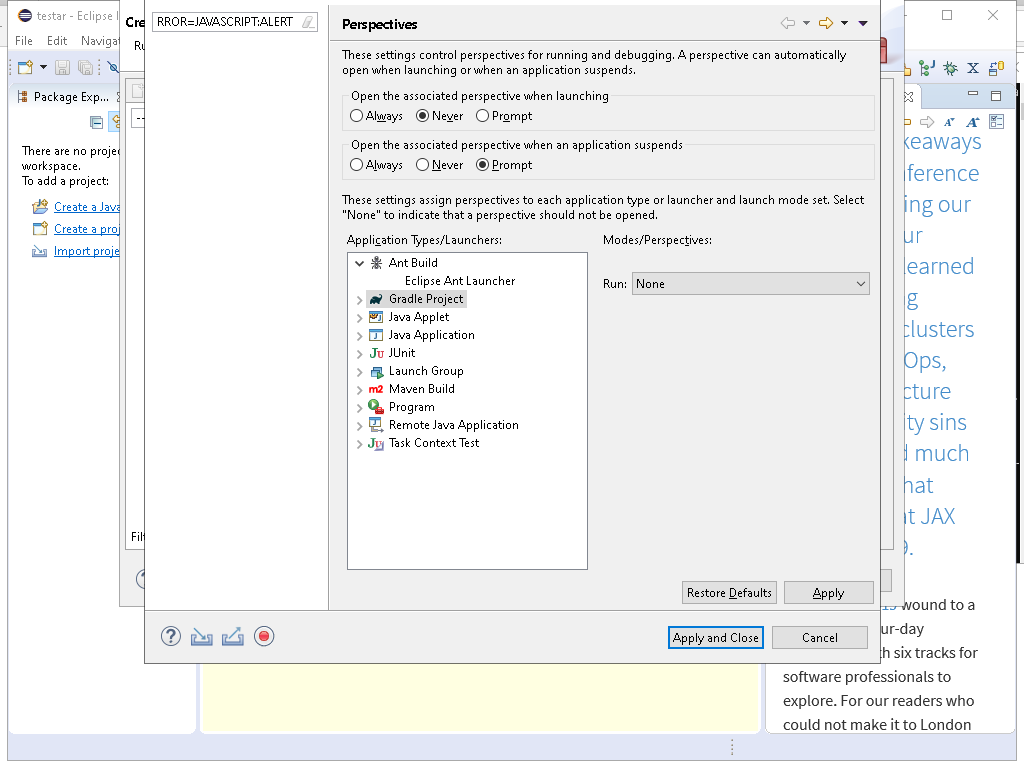 testar - Eclipse I
File Edit Naviga
Package Exp...
There are no proje
workspace.
To add a project:
Create a Java
Create a proj
Import proje
Cre
Ru
Filt
RROR=JAVASCRIPT:ALERT
Perspectives
These settings control perspectives for running and debugging. A perspective can automatically
open when launching or when an application suspends.
Open the associated perspective when launching
Always Never Prompt
Open the associated perspective when an application suspends
Always Never Prompt
These settings assign perspectives to each application type or launcher and launch mode set. Select
"None" to indicate that a perspective should not be opened.
Application Types/Launchers:
Modes/Perspectives:
Ant Build
Eclipse Ant Launcher
Gradle Project
Java Applet
Java Application
JUnit
Launch Group
Maven Build
Program
Remote Java Application
Task Context Test
Run: None
Restore Defaults Apply
Apply and Close Cancel
keaways
ference
ing our
ur
learned
g
clusters
Ops,
cture
ity sins
d much
hat
at JAX
9.
wound to a
ur-day
h six tracks for
software professionals to
explore. For our readers who
could not make it to London